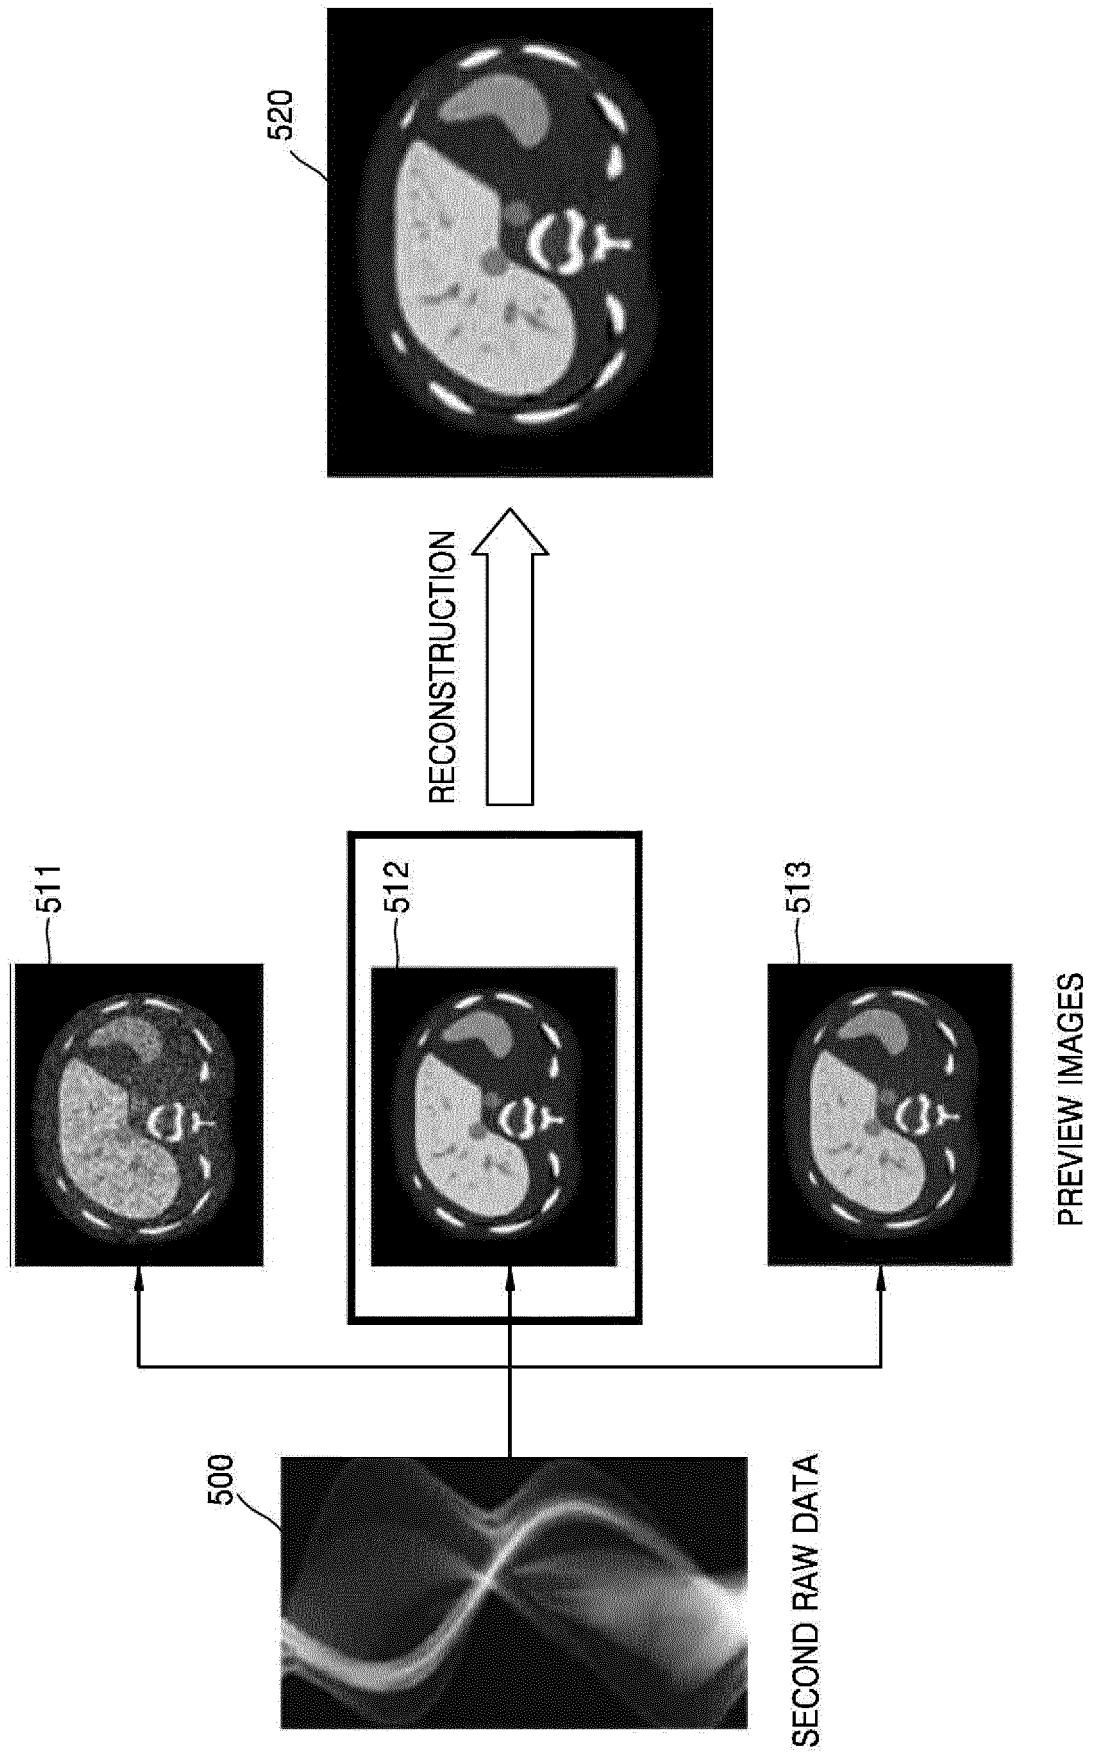 500
SECOND RAW DATA
511
512
513
PREVIEW IMAGES
RECONSTRUCTION
520